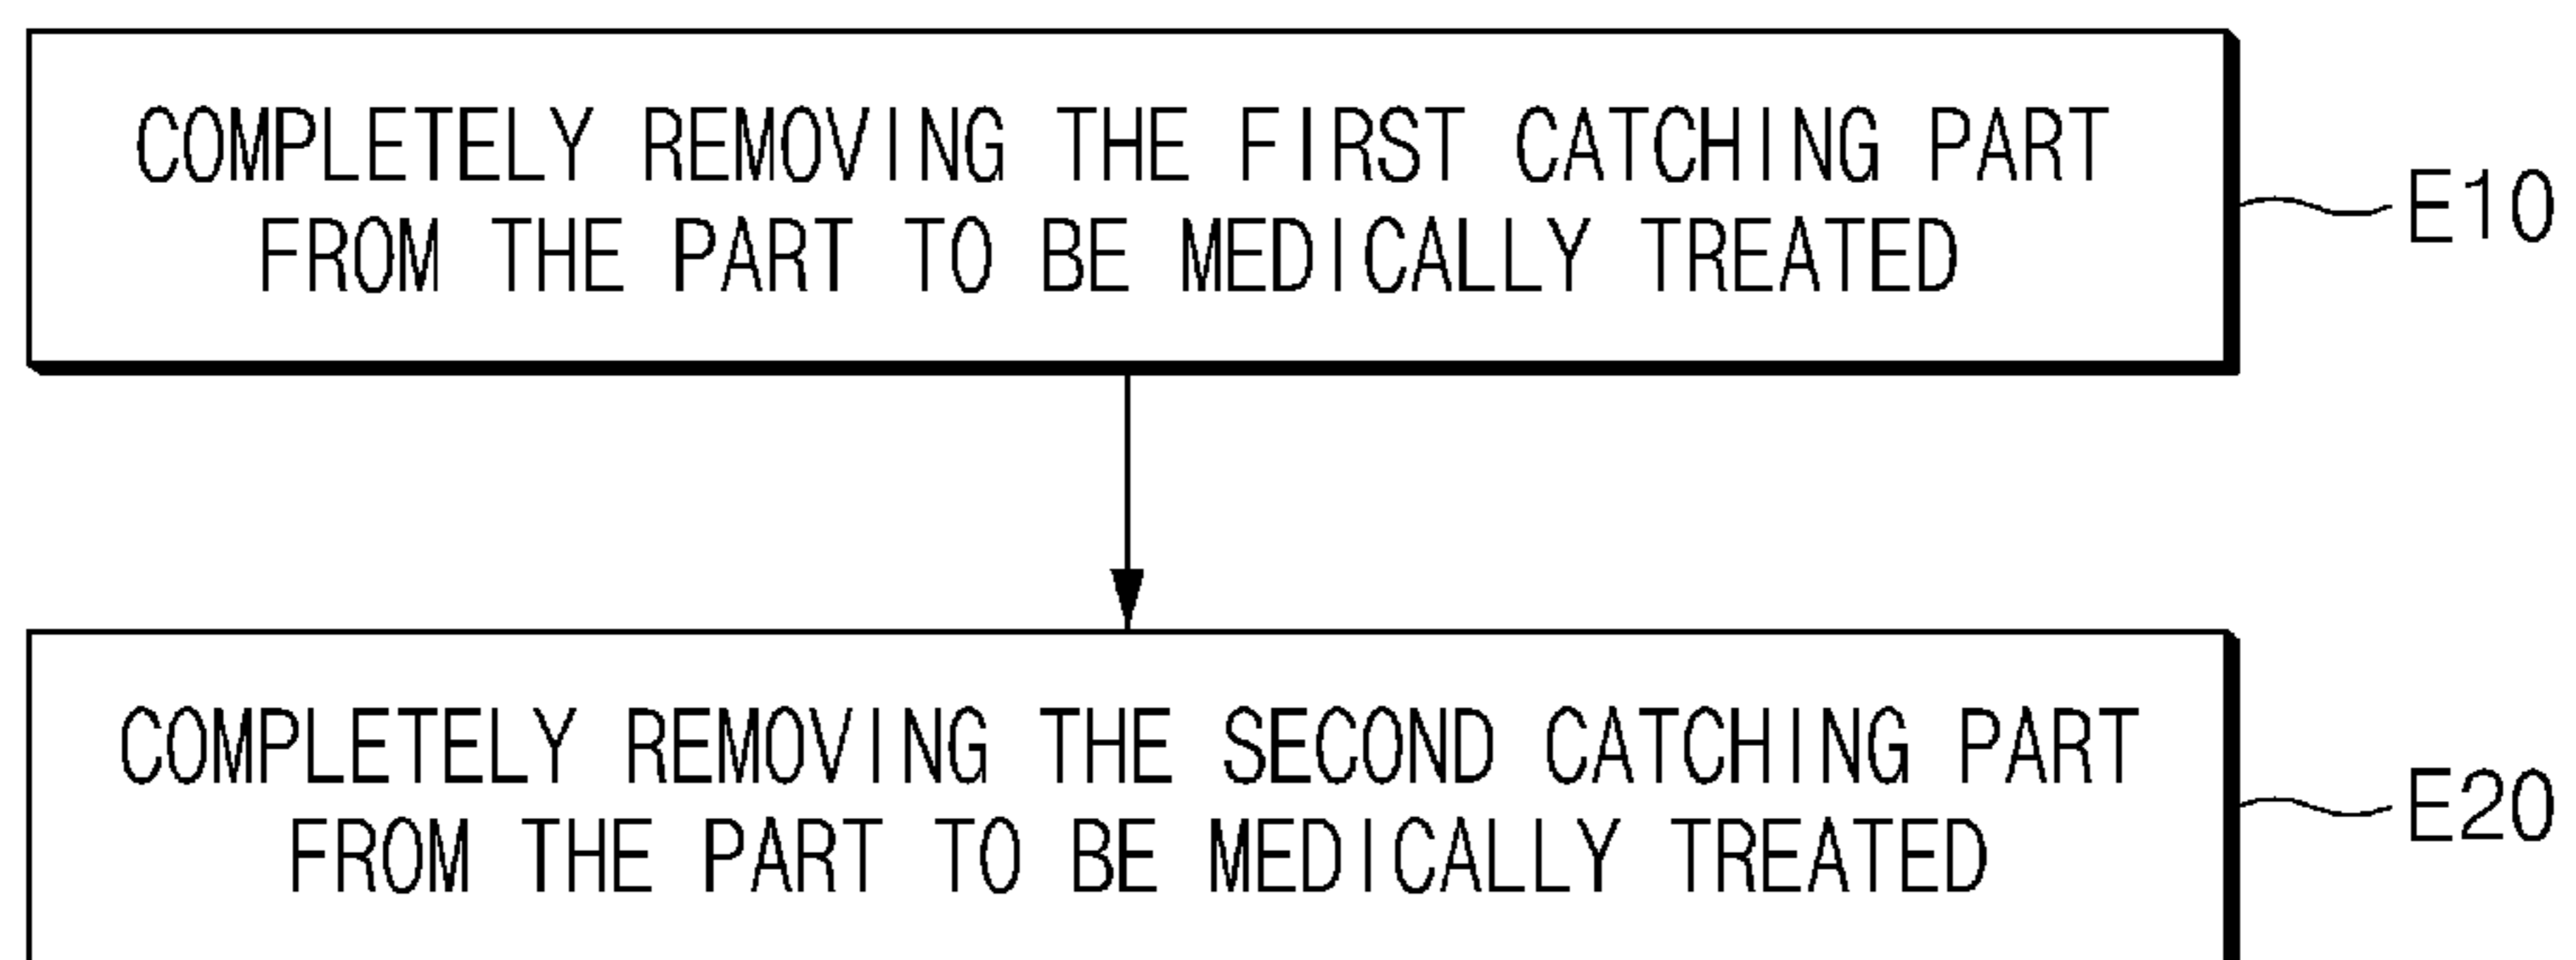 COMPLETELY REMOVING THE FIRST CATCHING PART
FROM THE PART TO BE MEDICALLY TREATED
E10
COMPLETELY REMOVING THE SECOND CATCHING PART
FROM THE PART TO BE MEDICALLY TREATED
E20